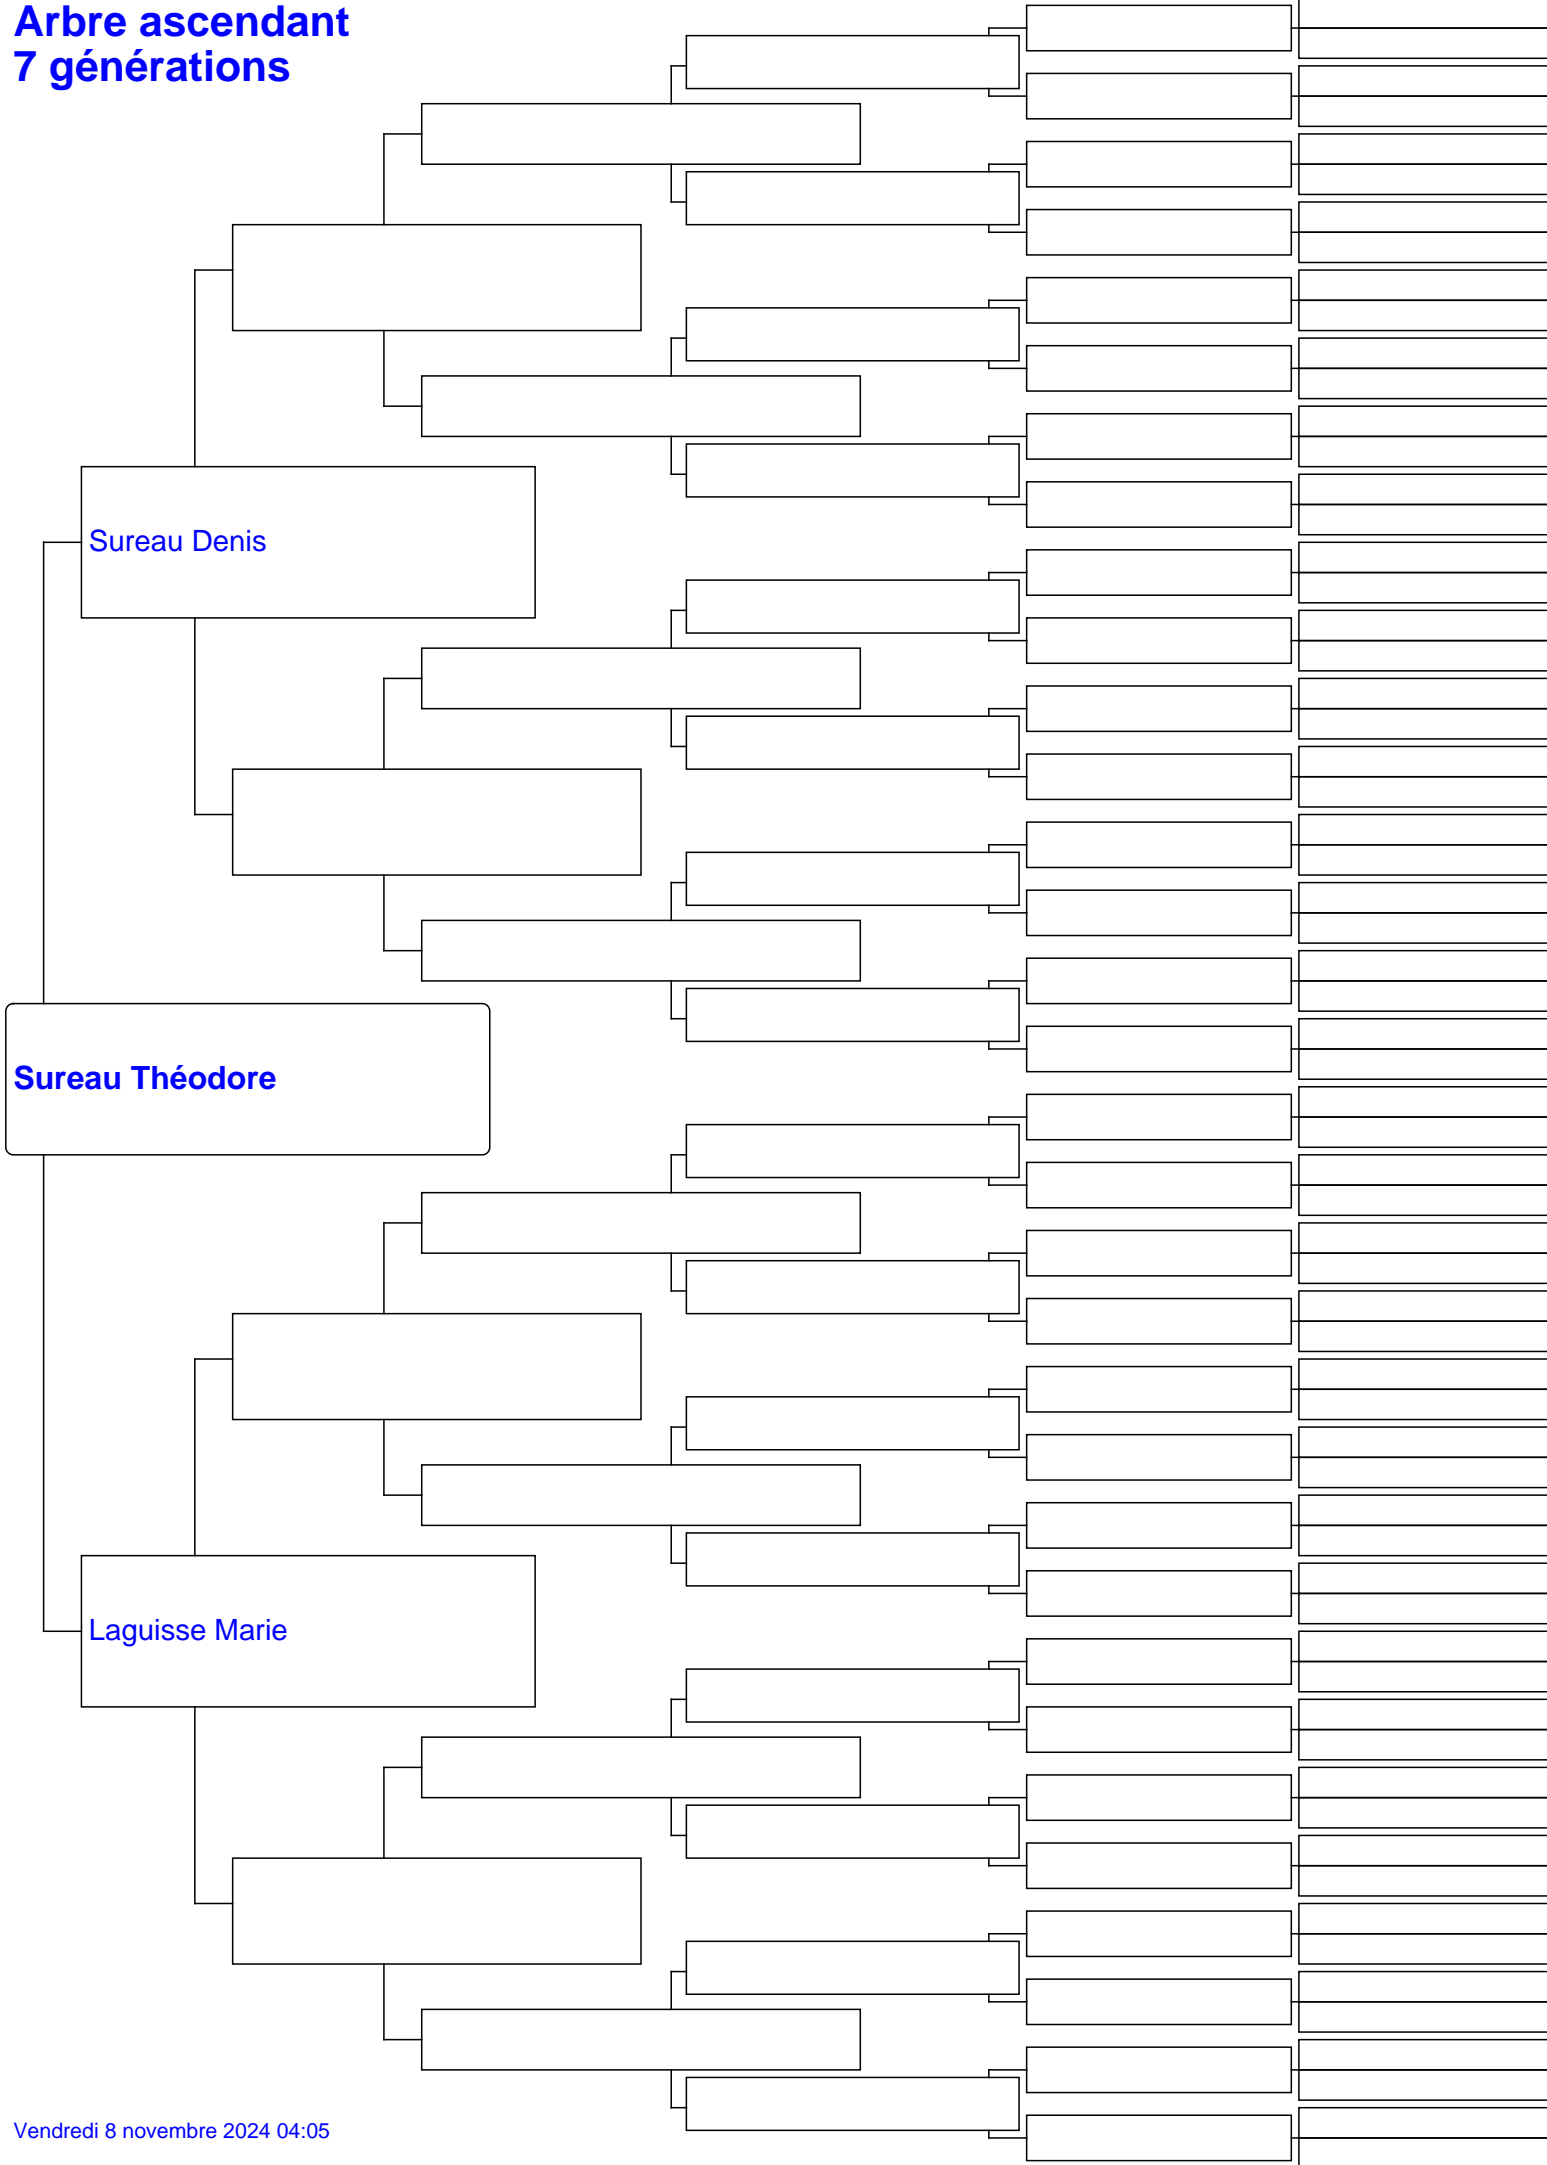 Arbre ascendant
7 générations
Sureau Denis
Sureau Théodore
Laguisse Marie
Vendredi 8 novembre 2024 04:05